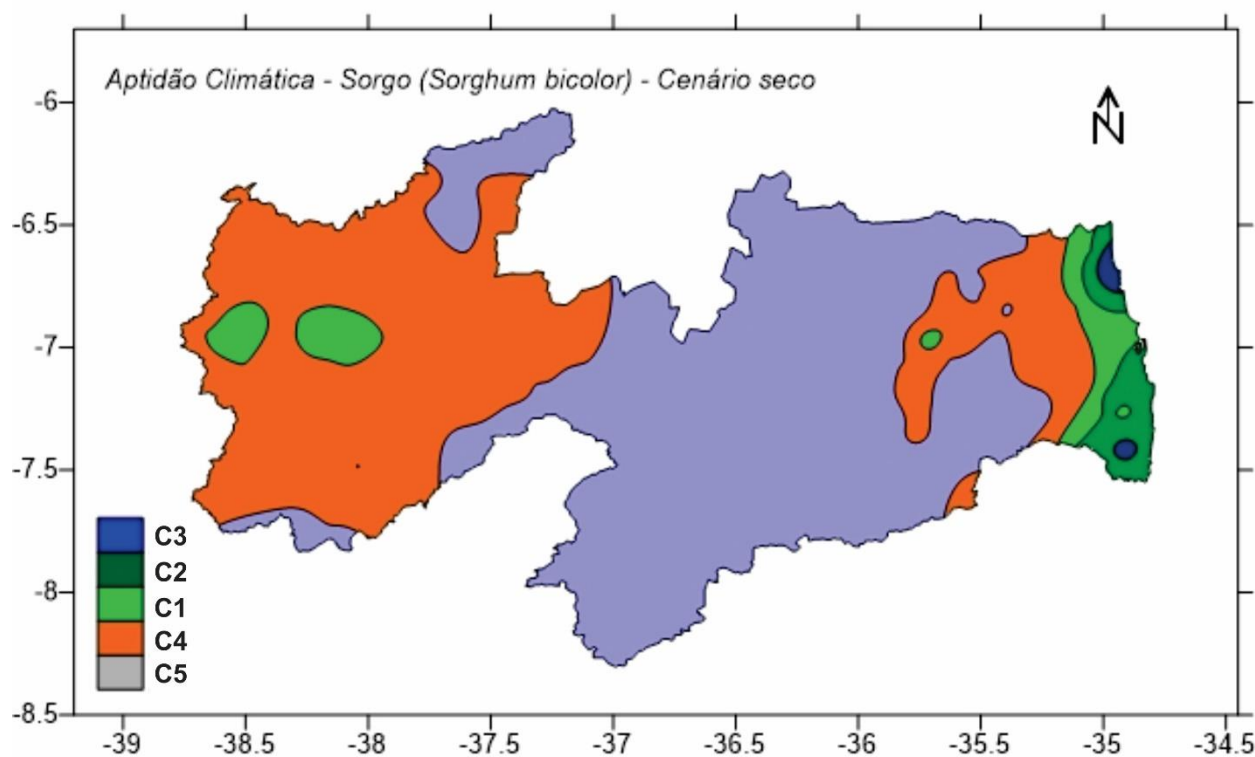 Aptidão Climática - Sorgo (Sorghum bicolor) - Cenário seco
N
-6
-6.5
-7
-7.5
-8
-8.5
C3
C2
C1
C4
C5
-39 -38.5 -38 -37.5 -37 -36.5 -36 -35.5 -35 -34.5